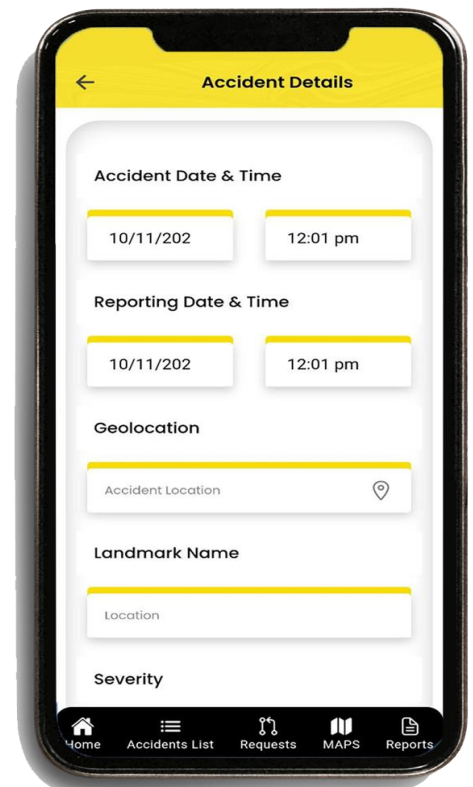 Accident Details
Accident Date & Time
10/11/202 12:01 pm
Reporting Date & Time
10/11/202 12:01 pm
Geolocation
Accident Location
Landmark Name
Location
Severity
Home Accidents List Requests MAPS Reports